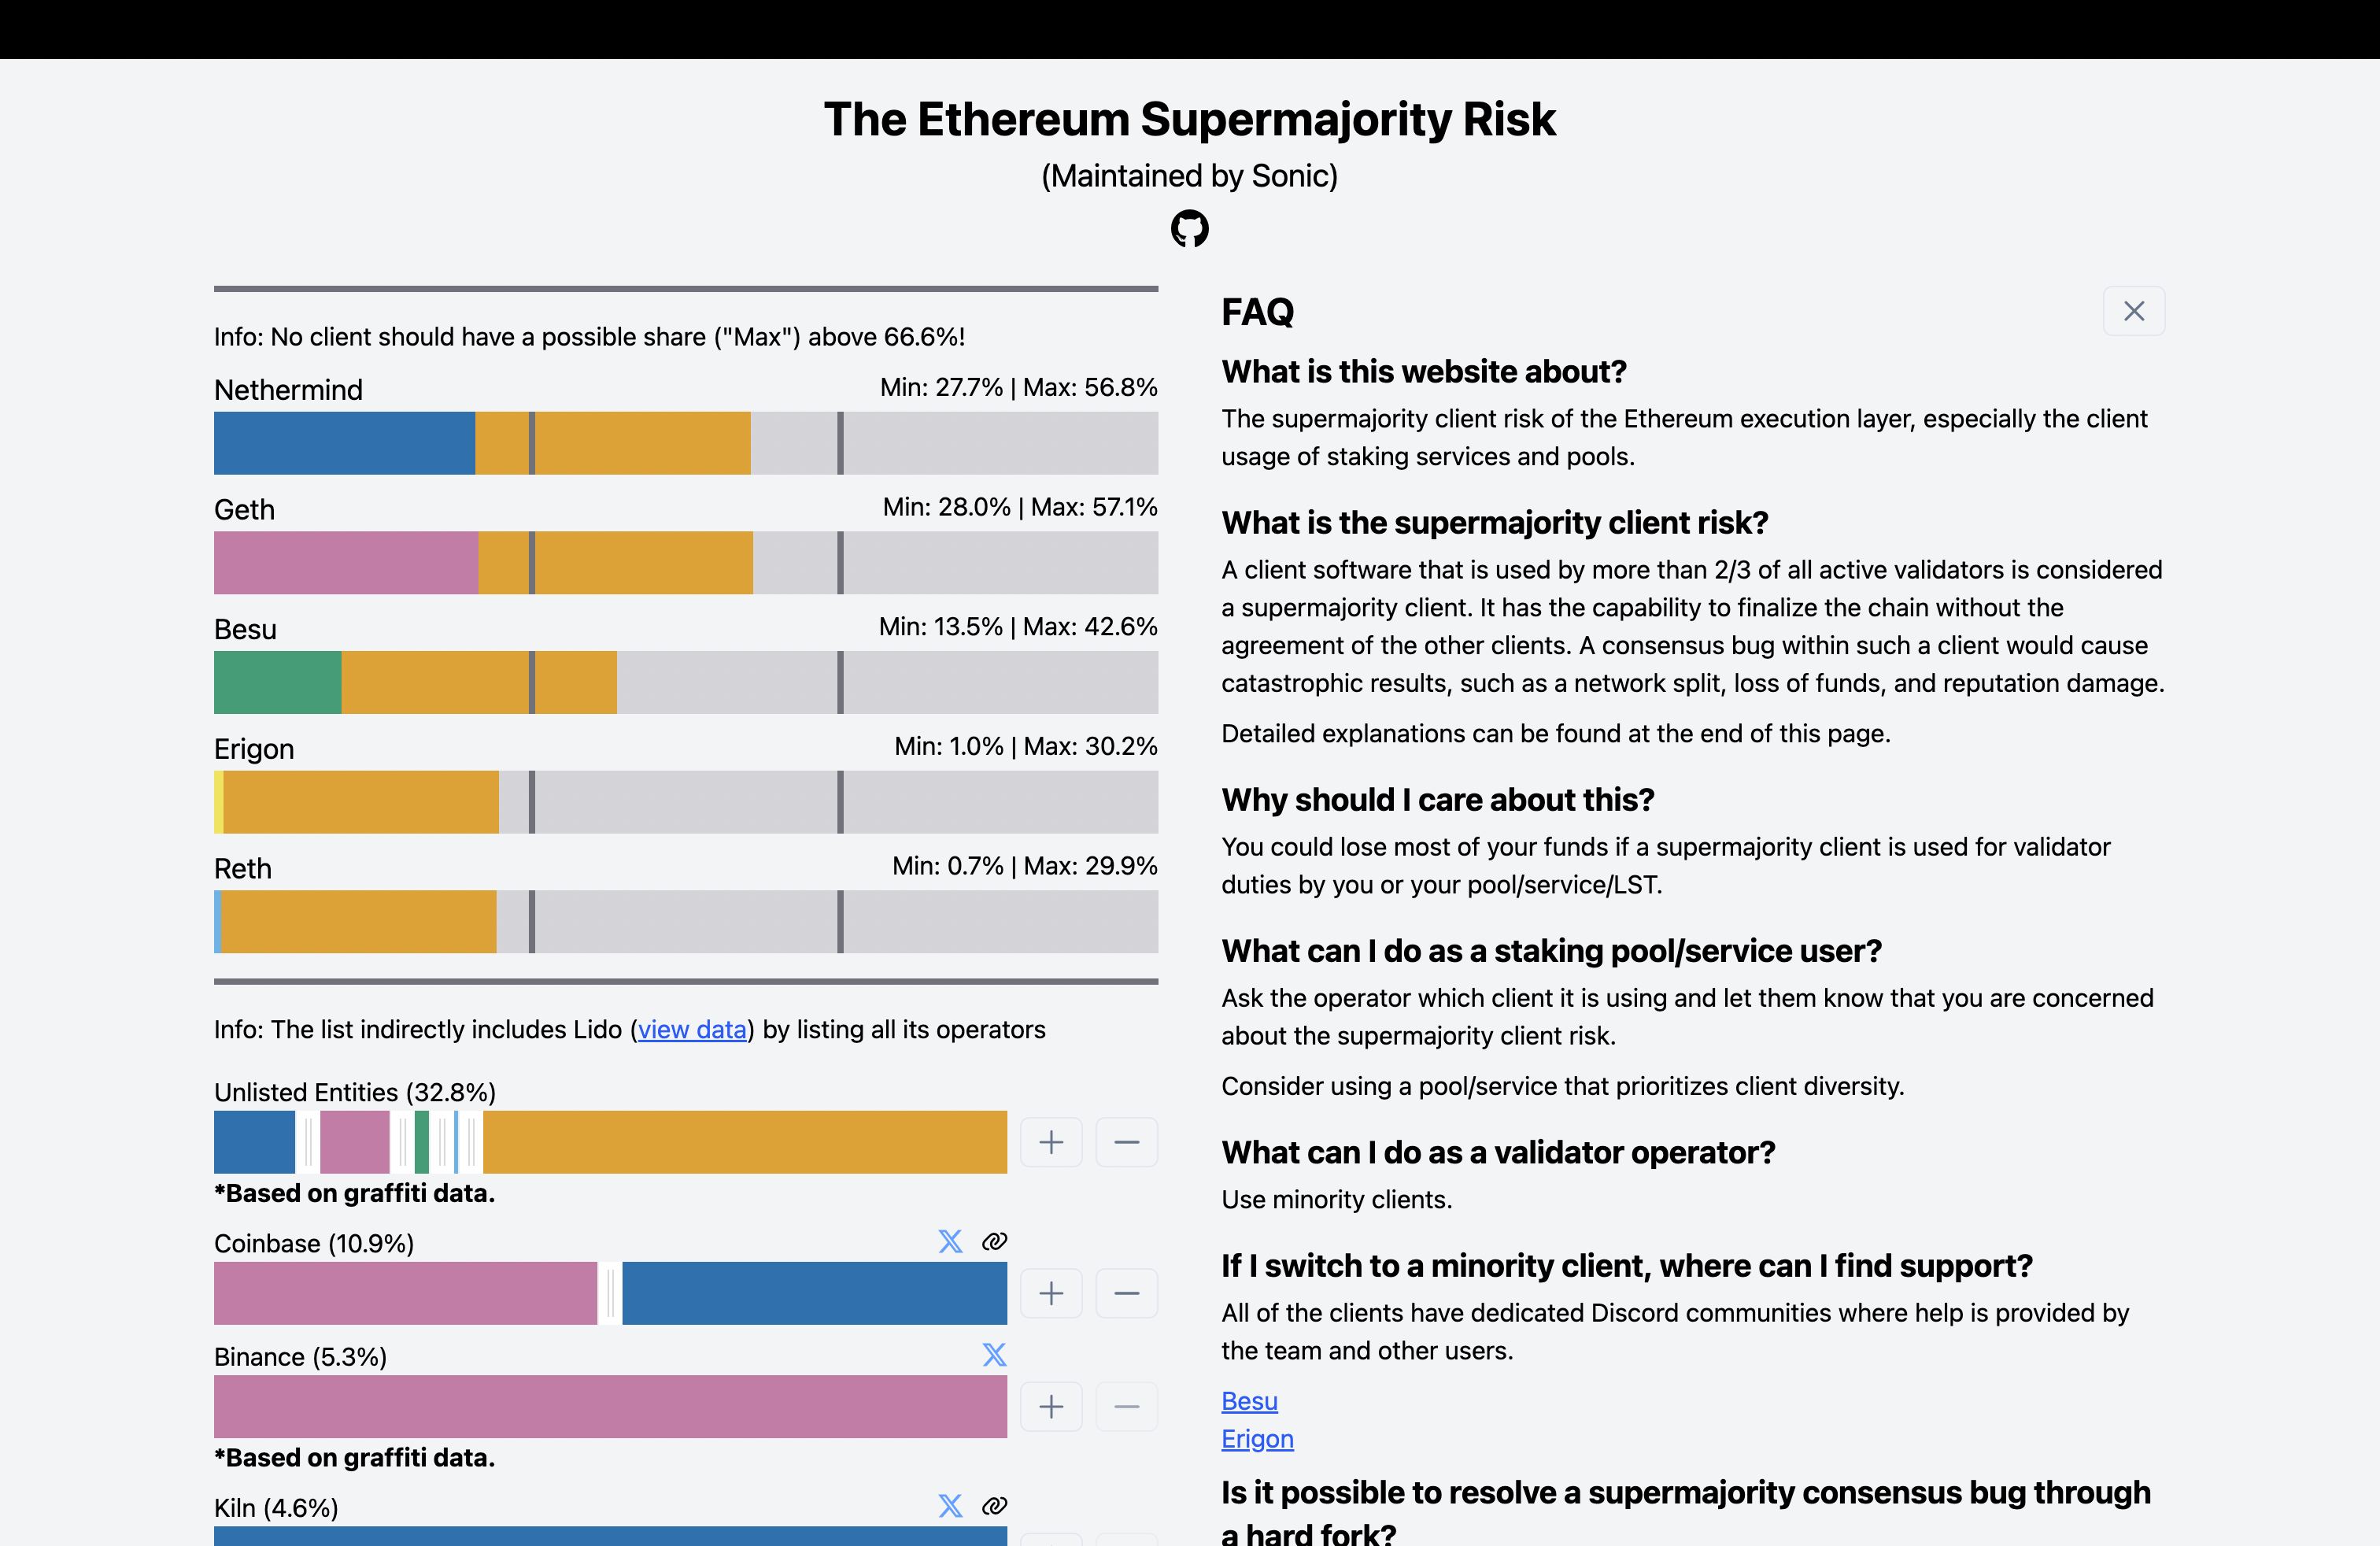 The Ethereum Supermajority Risk
(Maintained by Sonic)
Info: No client should have a possible share ("Max") above 66.6%!
Nethermind
Min: 27.7% | Max: 56.8%
Geth
Min: 28.0% | Max: 57.1%
Besu
Min: 13.5% | Max: 42.6%
Erigon
Min: 1.0% | Max: 30.2%
Reth
Min: 0.7% | Max: 29.9%
Info: The list indirectly includes Lido (view data) by listing all its operators
Unlisted Entities (32.8%)
*Based on graffiti data.
Coinbase (10.9%)
Binance (5.3%)
*Based on graffiti data.
Kiln (4.6%)
FAQ
What is this website about?
The supermajority client risk of the Ethereum execution layer, especially the client
usage of staking services and pools.
What is the supermajority client risk?
A client software that is used by more than 2/3 of all active validators is considered
a supermajority client. It has the capability to finalize the chain without the
agreement of the other clients. A consensus bug within such a client would cause
catastrophic results, such as a network split, loss of funds, and reputation damage.
Detailed explanations can be found at the end of this page.
Why should I care about this?
You could lose most of your funds if a supermajority client is used for validator
duties by you or your pool/service/LST.
What can I do as a staking pool/service user?
Ask the operator which client it is using and let them know that you are concerned
about the supermajority client risk.
Consider using a pool/service that prioritizes client diversity.
What can I do as a validator operator?
Use minority clients.
If I switch to a minority client, where can I find support?
All of the clients have dedicated Discord communities where help is provided by
the team and other users.
Besu
Erigon
Is it possible to resolve a supermajority consensus bug through
a hard fork?